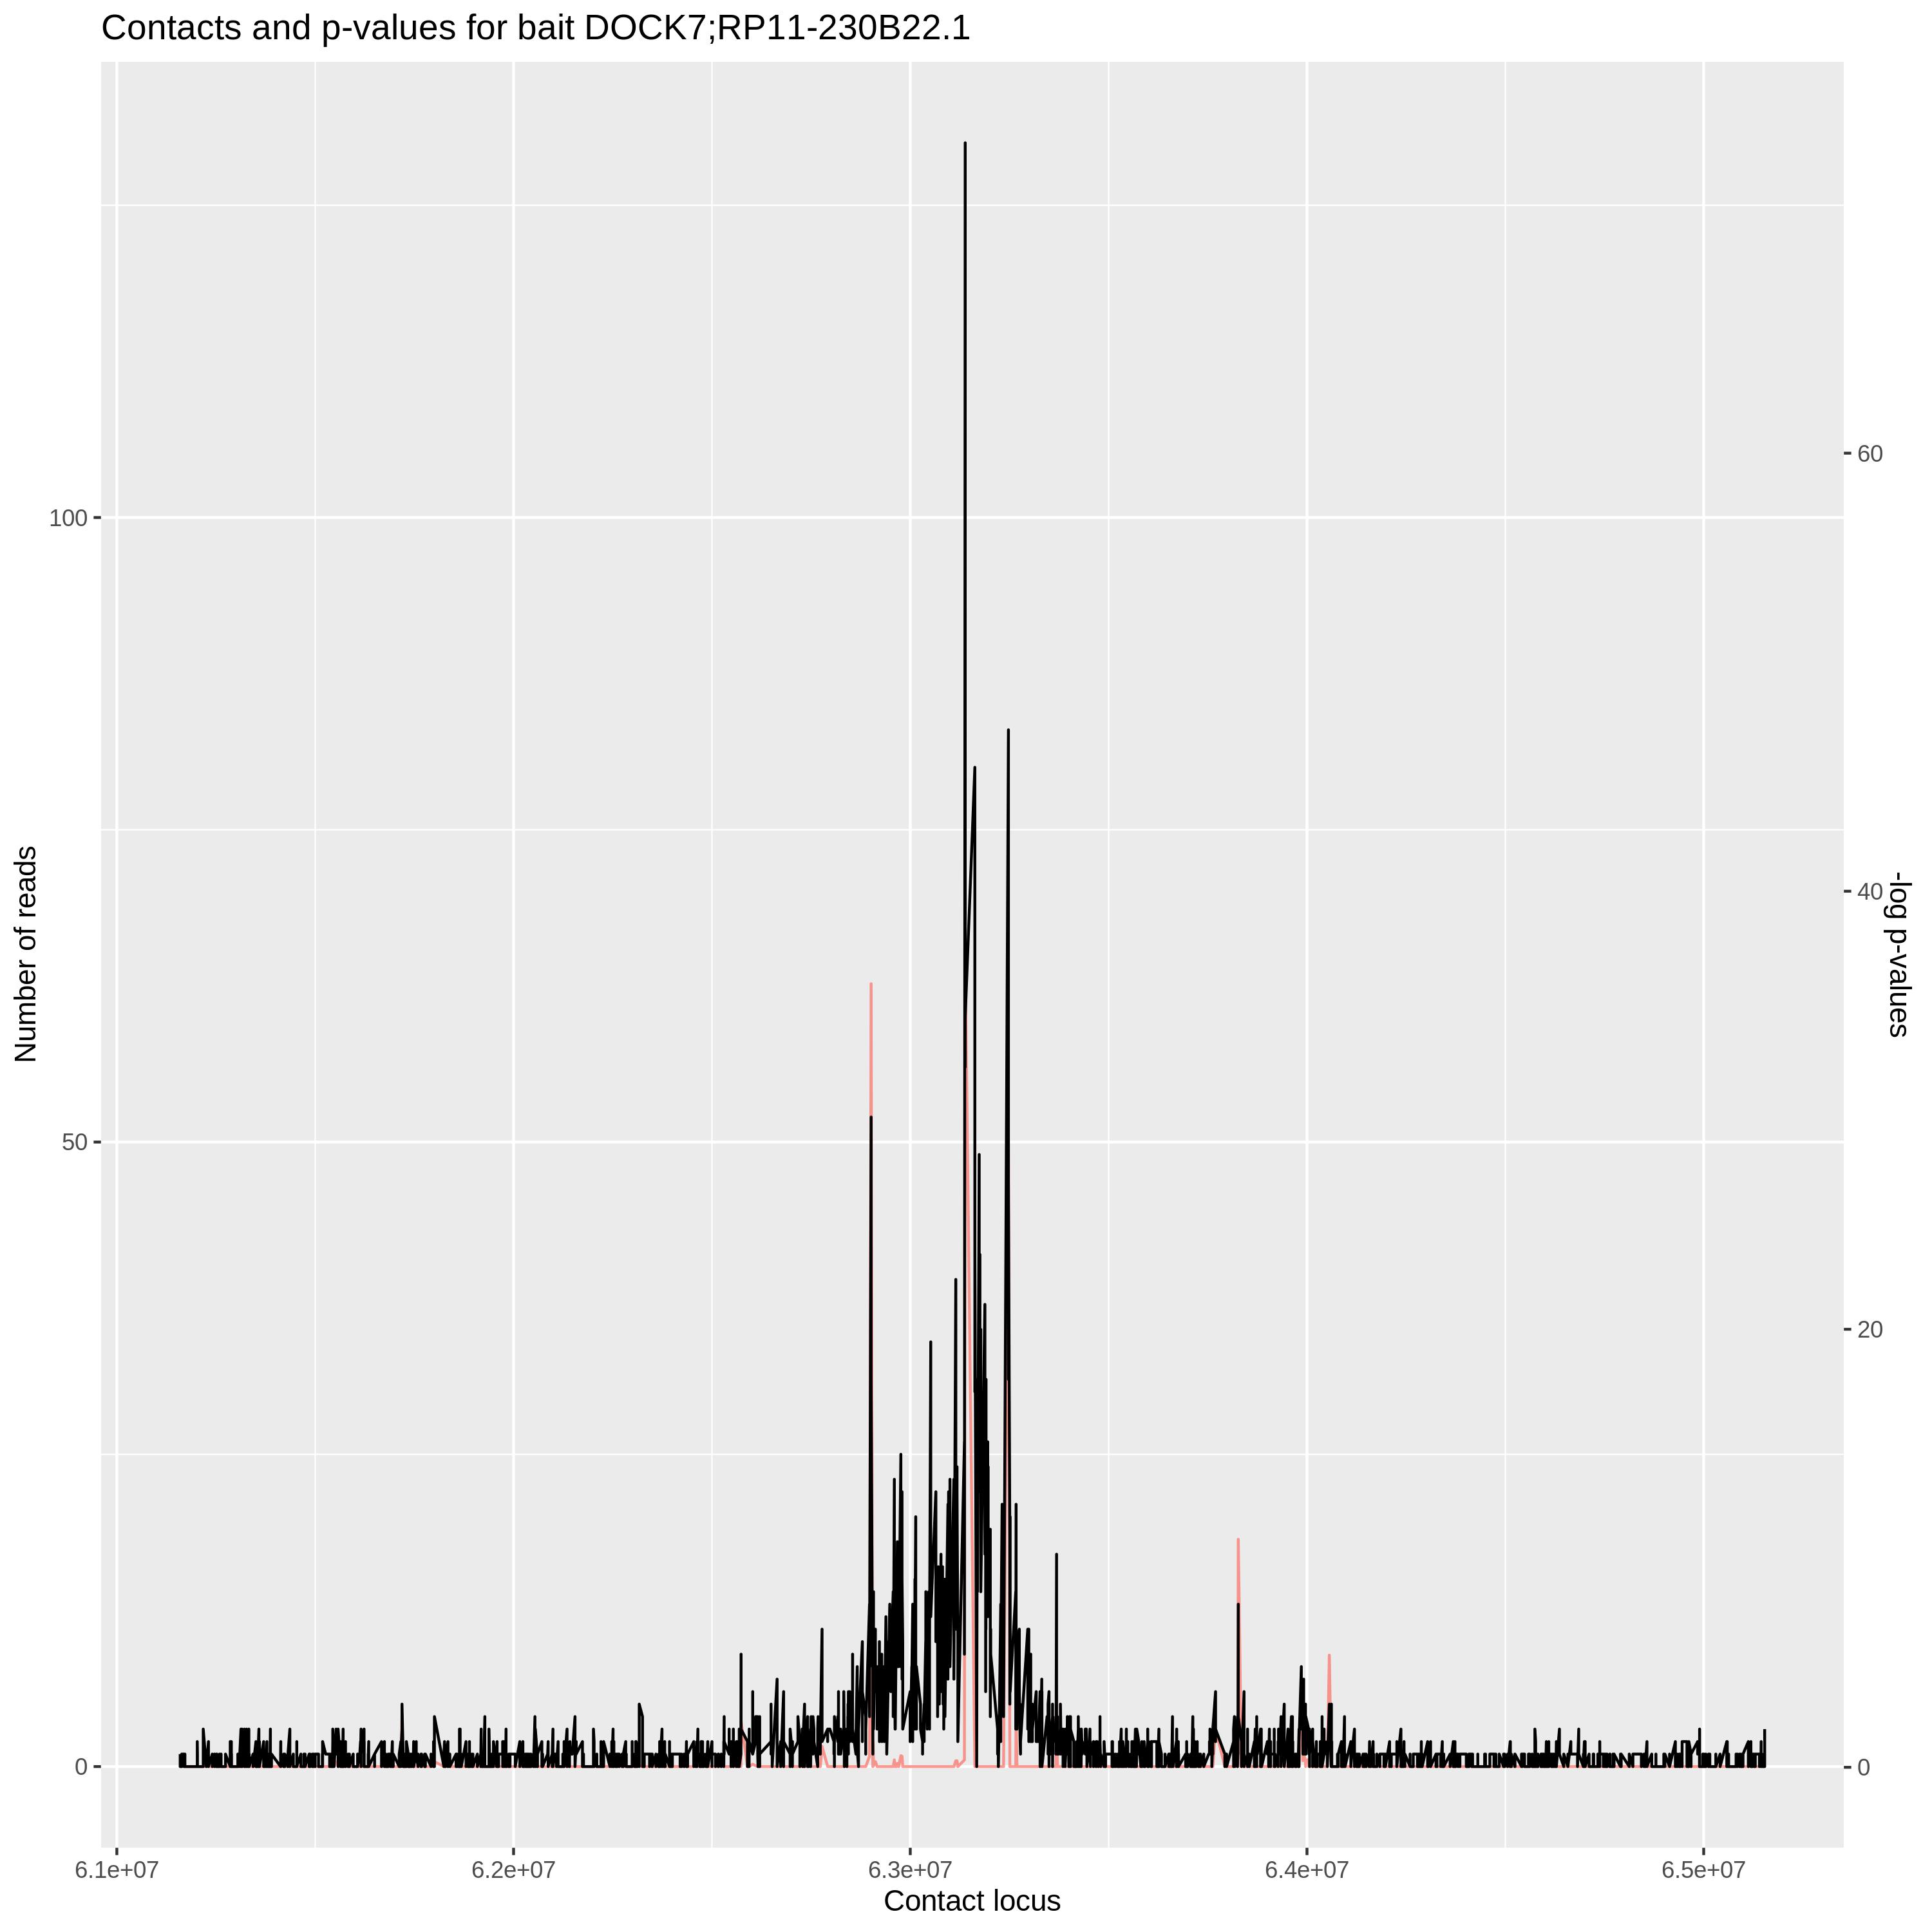 Contacts and p-values for bait DOCK7;RP11-230B22.1
Number of reads
100
50
0
60
40
20
0
-log p-values
6.1e+07 6.2e+07 6.3e+07 6.4e+07 6.5e+07
Contact locus